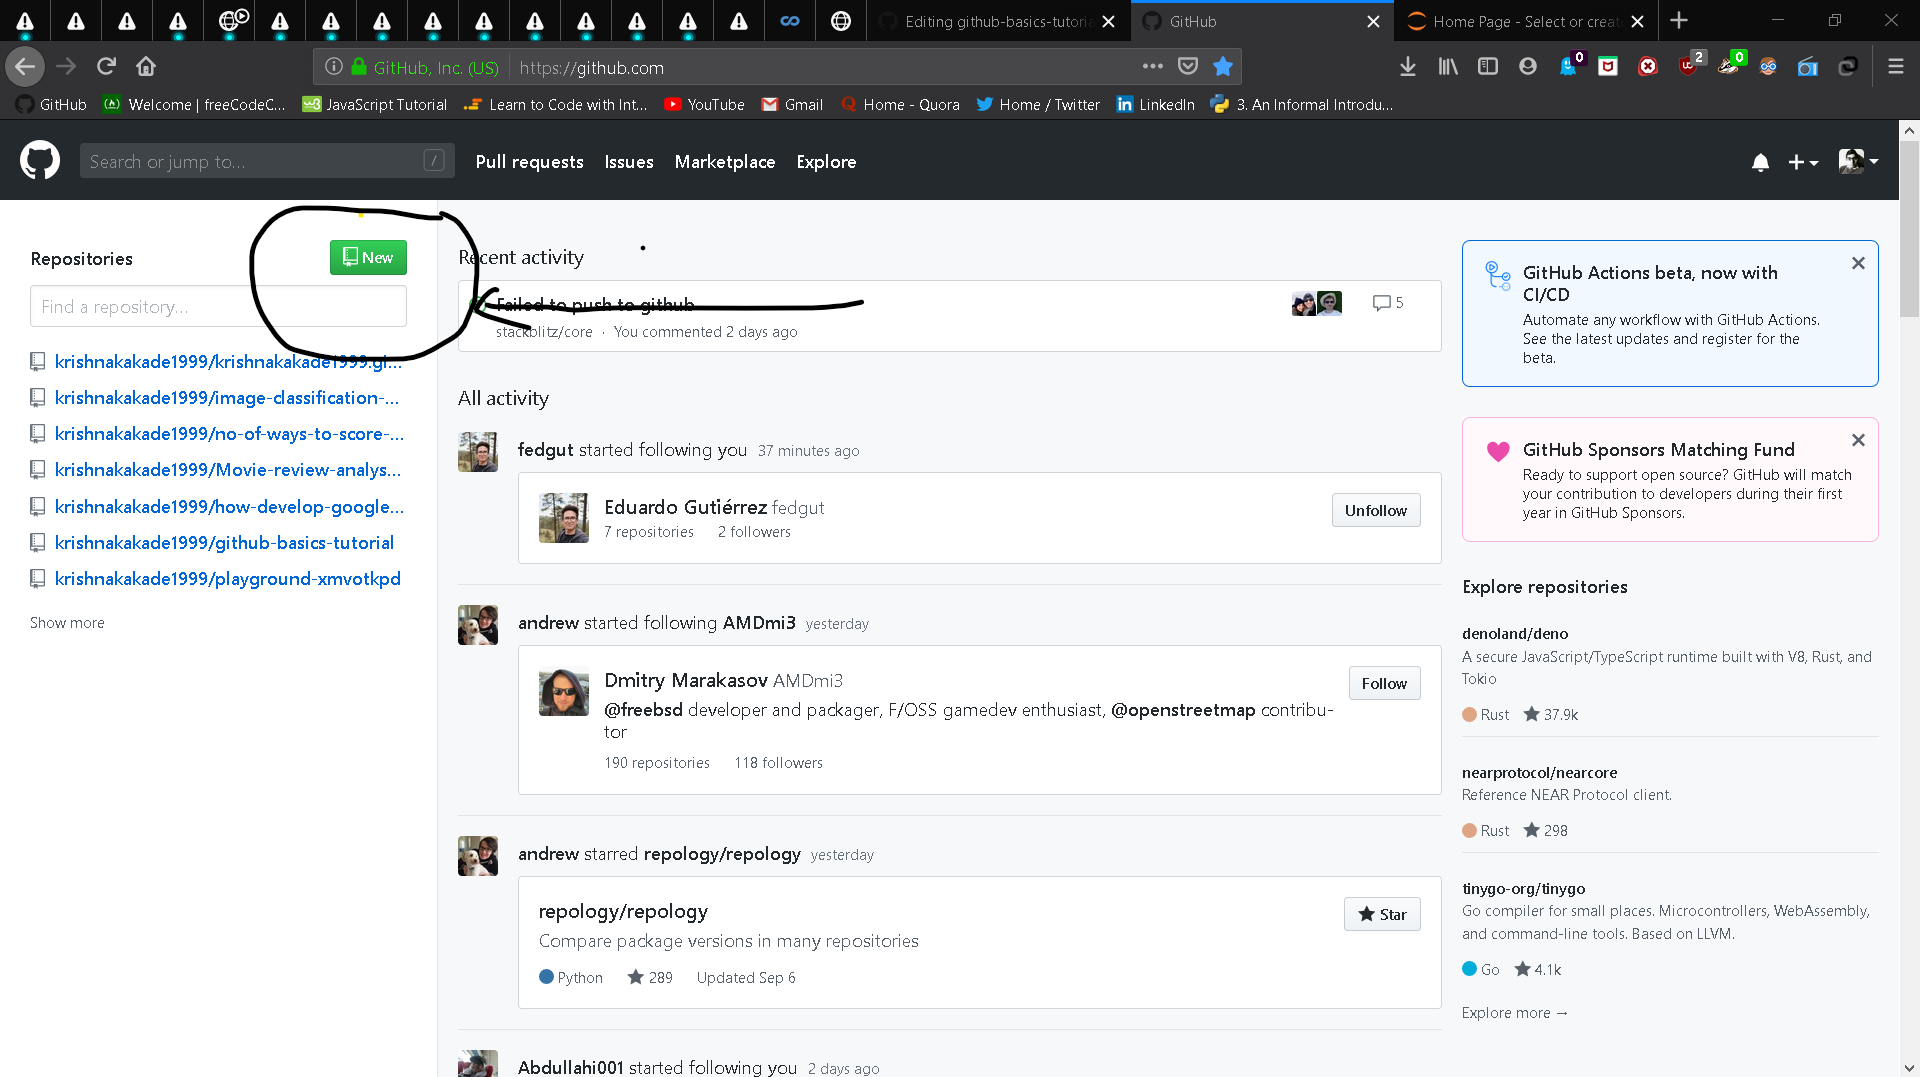 Editing github-basics-tutoria
GitHub
Home Page - Select or create
GitHub, Inc. (US)
https://github.com
0
2
0
GitHub
Welcome | freeCodeC...
JavaScript Tutorial
Learn to Code with Int...
YouTube
Gmail
Home - Quora
Home / Twitter
LinkedIn
3. An Informal Introdu...
Search or jump to...
/
Pull requests
Issues
Marketplace
Explore
Repositories
New
Find a repository...
krishnakakade1999/krishnakakade1999.gi...
krishnakakade1999/image-classification-...
krishnakakade1999/no-of-ways-to-score-...
krishnakakade1999/Movie-review-analys...
krishnakakade1999/how-develop-google...
krishnakakade1999/github-basics-tutorial
krishnakakade1999/playground-xmvotkpd
Show more
Recent activity
Failed to push to github
5
stackblitz/core · You commented 2 days ago
All activity
fedgut started following you 37 minutes ago
Eduardo Gutiérrez fedgut
7 repositories 2 followers
Unfollow
andrew started following AMDmi3 yesterday
Dmitry Marakasov AMDmi3
@freebsd developer and packager, F/OSS gamedev enthusiast, @openstreetmap contribu-
tor
190 repositories 118 followers
Follow
andrew starred repology/repology yesterday
repology/repology
Compare package versions in many repositories
Python 289 Updated Sep 6
Star
Abdullahi001 started following you 2 days ago
GitHub Actions beta, now with
CI/CD
Automate any workflow with GitHub Actions.
See the latest updates and register for the
beta.
GitHub Sponsors Matching Fund
Ready to support open source? GitHub will match
your contribution to developers during their first
year in GitHub Sponsors.
Explore repositories
denoland/deno
A secure JavaScript/TypeScript runtime built with V8, Rust, and
Tokio
Rust 37.9k
nearprotocol/nearcore
Reference NEAR Protocol client.
Rust 298
tinygo-org/tinygo
Go compiler for small places. Microcontrollers, WebAssembly,
and command-line tools. Based on LLVM.
Go 4.1k
Explore more →